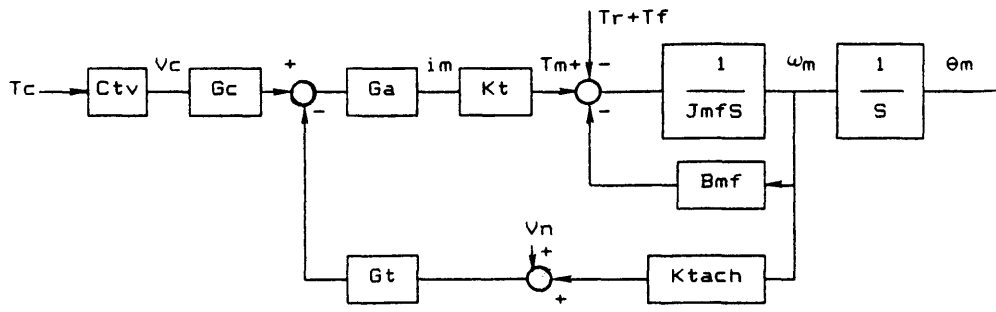 Tr+Tf
Tc
Ctv
Vc
Gc
+
-
Ga
im
Kt
Tm+
-
-
1
JmfS
ωm
1
S
θm
Bmf
Vn
+
+
Gt
Ktach